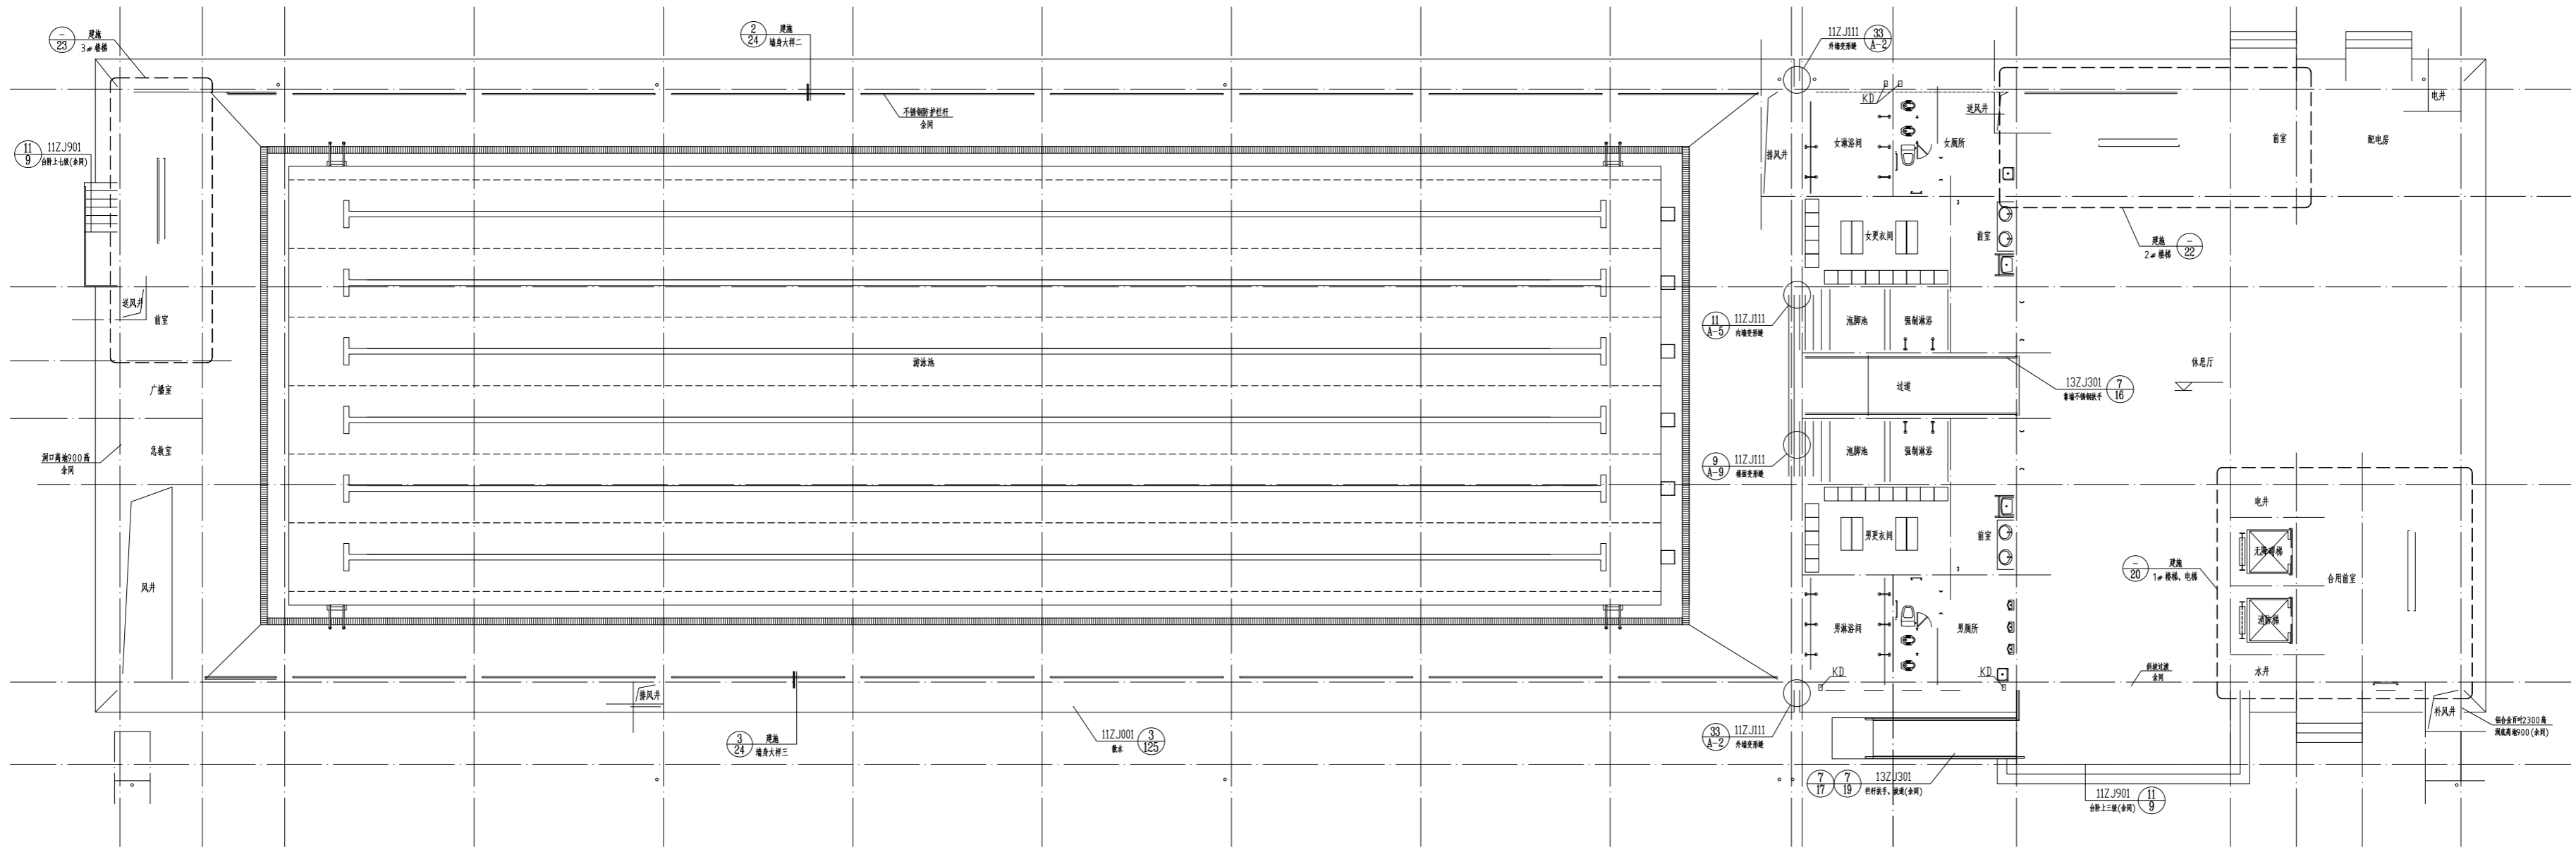 -
23
建施
3#楼梯
2
24
建施
墙身大样二
11ZJ111
外墙变形缝
33
A-2
不锈钢防护栏杆
余同
KD
送风井
电井
排风井
女淋浴间
女厕所
前室
配电房
11
9
11ZJ901
台阶上七级(余同)
女更衣间
前室
建施
2#楼梯
-
22
送风井
前室
11
A-5
11ZJ111
内墙变形缝
泡脚池
强制淋浴
游泳池
休息厅
广播室
过道
13ZJ301
靠墙不锈钢扶手
7
16
急救室
洞口离地900高
余同
泡脚池
强制淋浴
9
A-9
11ZJ111
楼面变形缝
电井
男更衣间
前室
无障碍梯
-
20
建施
1#楼梯、电梯
合用前室
风井
消防梯
男淋浴间
男厕所
斜坡过渡
余同
水井
KD
KD
排风井
补风井
铝合金百叶2300高
洞底离地900(余同)
3
24
建施
墙身大样三
11ZJ001
散水
3
125
33
A-2
11ZJ111
外墙变形缝
7
17
7
19
13ZJ301
栏杆扶手、坡道(余同)
11ZJ901
台阶上三级(余同)
11
9